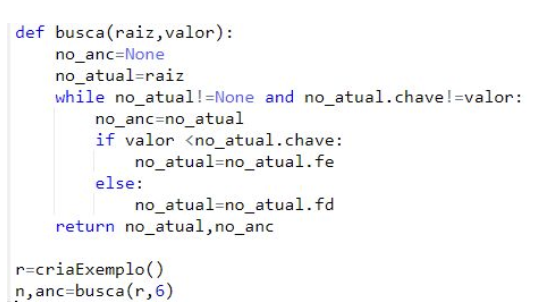 def busca(raiz,valor):
    no_anc=None
    no_atual=raiz
    while no_atual!=None and no_atual.chave!=valor:
        no_anc=no_atual
        if valor <no_atual.chave:
            no_atual=no_atual.fe
        else:
            no_atual=no_atual.fd
    return no_atual,no_anc

r=criaExemplo()
n,anc=busca(r,6)